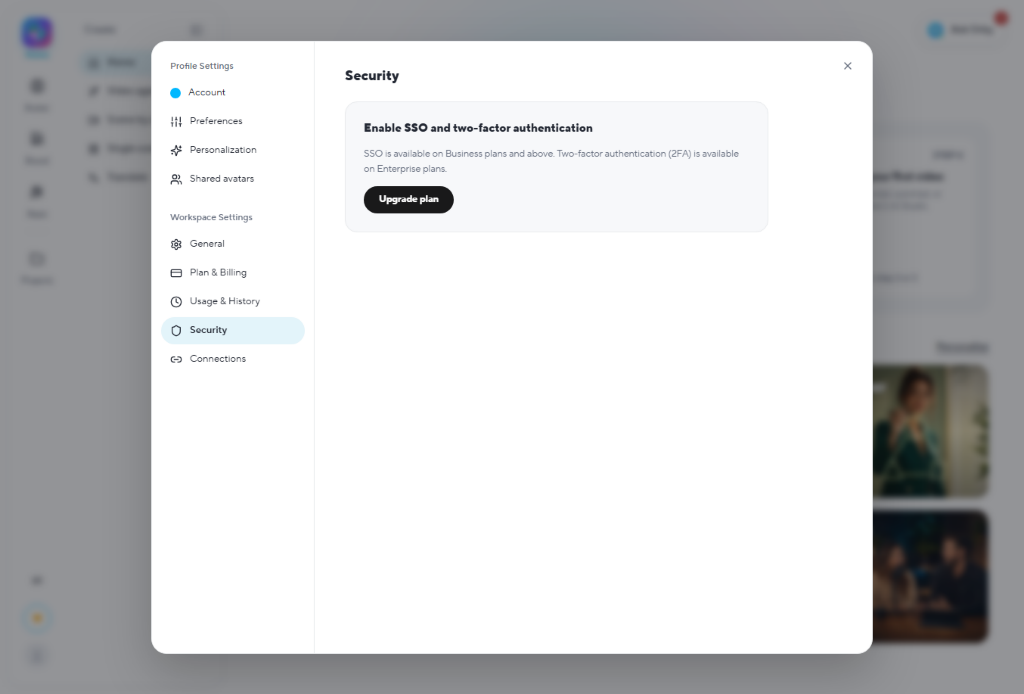 Profile Settings
Account
Preferences
Personalization
Shared avatars
Workspace Settings
General
Plan & Billing
Usage & History
Security
Connections
Security
Enable SSO and two-factor authentication
SSO is available on Business plans and above. Two-factor authentication (2FA) is available
on Enterprise plans.
Upgrade plan